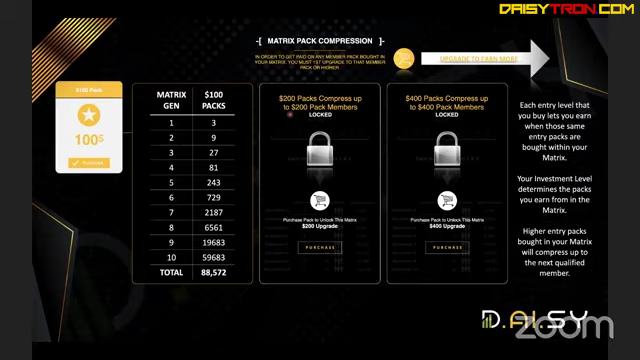 DAISYTRON.COM
-[ MATRIX PACK COMPRESSION ]-
IN ORDER TO GET PAID ON ANY MEMBER PACK BOUGHT IN
YOUR MATRIX, YOU MUST 1ST UPGRADE TO THAT MEMBER
PACK OR HIGHER.
UPGRADE TO EARN MORE
$100 Pack
100$
Purchased
MATRIX GEN $100 PACKS
1 3
2 9
3 27
4 81
5 243
6 729
7 2187
8 6561
9 19683
10 59683
TOTAL 88,572
$200 Packs Compress up
to $200 Pack Members
LOCKED
Purchase Pack to Unlock This Matrix
$200 Upgrade
PURCHASE
$400 Packs Compress up
to $400 Pack Members
LOCKED
Purchase Pack to Unlock This Matrix
$400 Upgrade
PURCHASE
Each entry level that
you buy lets you earn
when those same
entry packs are
bought within your
Matrix.
Your Investment Level
determines the packs
you earn from in the
Matrix.
Higher entry packs
bought in your Matrix
will compress up to
the next qualified
member.
D.AI.SY
zoom